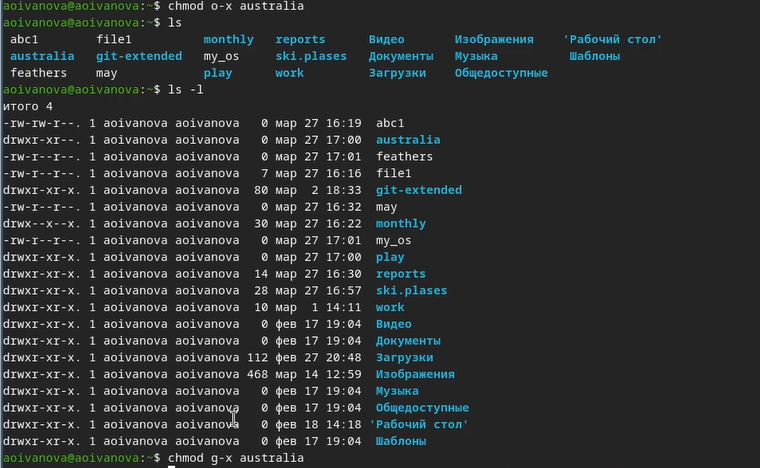 aoivanova@aoivanova:~$ chmod o-x australia
aoivanova@aoivanova:~$ ls
abc1 file1 monthly reports Видео Изображения 'Рабочий стол'
australia git-extended my_os ski.plases Документы Музыка Шаблоны
feathers may play work Загрузки Общедоступные
aoivanova@aoivanova:~$ ls -l
итого 4
-rw-rw-r--. 1 aoivanova aoivanova 0 мар 27 16:19 abc1
drwxr-xr--. 1 aoivanova aoivanova 0 мар 27 17:00 australia
-rw-r--r--. 1 aoivanova aoivanova 0 мар 27 17:01 feathers
-rw-r--r--. 1 aoivanova aoivanova 7 мар 27 16:16 file1
drwxr-xr-x. 1 aoivanova aoivanova 80 мар 2 18:33 git-extended
-rw-r--r--. 1 aoivanova aoivanova 0 мар 27 16:32 may
drwx--x--x. 1 aoivanova aoivanova 30 мар 27 16:22 monthly
-rw-r--r--. 1 aoivanova aoivanova 0 мар 27 17:01 my_os
drwxr-xr-x. 1 aoivanova aoivanova 0 мар 27 17:00 play
drwxr-xr-x. 1 aoivanova aoivanova 14 мар 27 16:30 reports
drwxr-xr-x. 1 aoivanova aoivanova 28 мар 27 16:57 ski.plases
drwxr-xr-x. 1 aoivanova aoivanova 10 мар 1 14:11 work
drwxr-xr-x. 1 aoivanova aoivanova 0 фев 17 19:04 Видео
drwxr-xr-x. 1 aoivanova aoivanova 0 фев 17 19:04 Документы
drwxr-xr-x. 1 aoivanova aoivanova 112 фев 27 20:48 Загрузки
drwxr-xr-x. 1 aoivanova aoivanova 468 мар 14 12:59 Изображения
drwxr-xr-x. 1 aoivanova aoivanova 0 фев 17 19:04 Музыка
drwxr-xr-x. 1 aoivanova aoivanova 0 фев 17 19:04 Общедоступные
drwxr-xr-x. 1 aoivanova aoivanova 0 фев 18 14:18 'Рабочий стол'
drwxr-xr-x. 1 aoivanova aoivanova 0 фев 17 19:04 Шаблоны
aoivanova@aoivanova:~$ chmod g-x australia